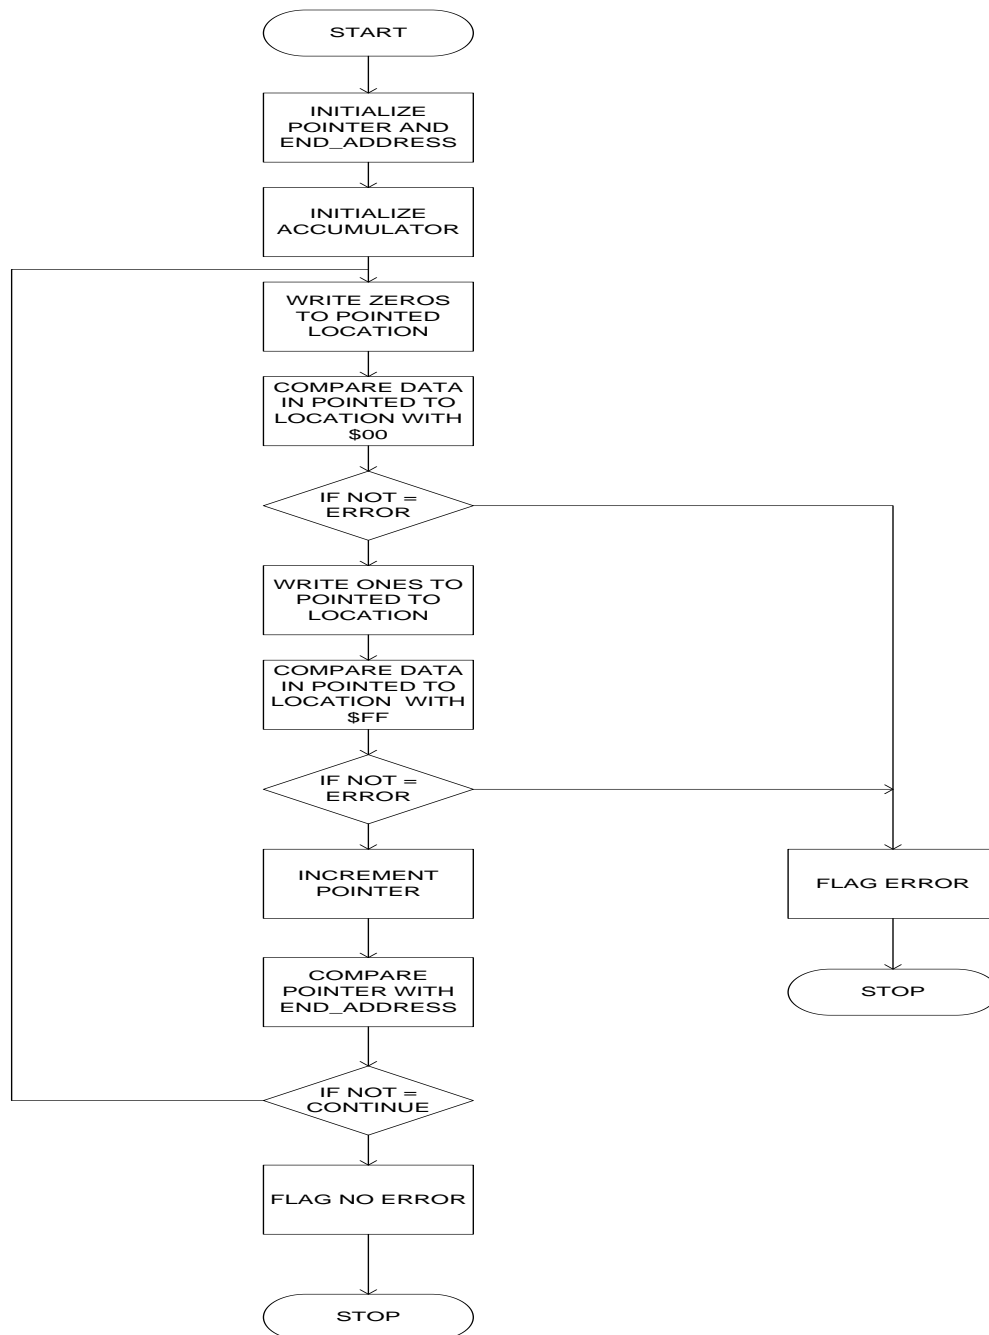 START
INITIALIZE
POINTER AND
END_ADDRESS
INITIALIZE
ACCUMULATOR
WRITE ZEROS
TO POINTED
LOCATION
COMPARE DATA
IN POINTED TO
LOCATION WITH
$00
IF NOT =
ERROR
WRITE ONES TO
POINTED TO
LOCATION
COMPARE DATA
IN POINTED TO
LOCATION  WITH
$FF
IF NOT =
ERROR
INCREMENT
POINTER
FLAG ERROR
COMPARE
POINTER WITH
END_ADDRESS
STOP
IF NOT =
CONTINUE
FLAG NO ERROR
STOP